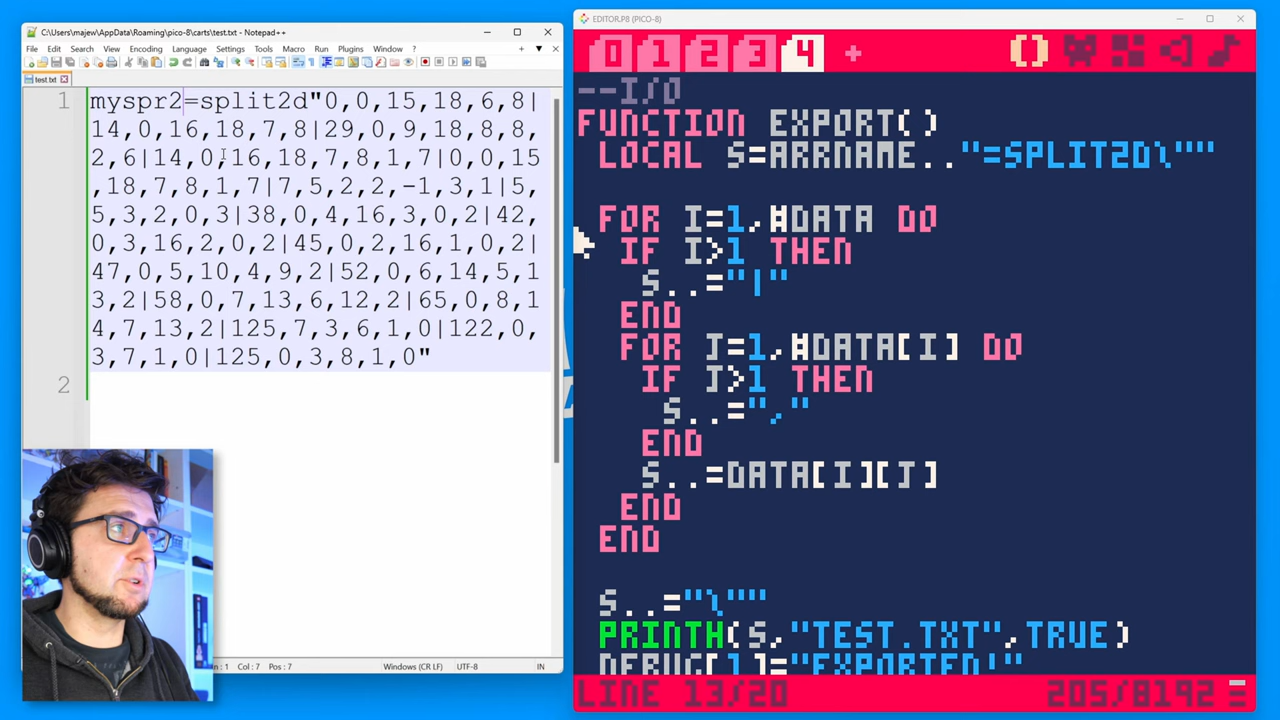 C:\Users\majew\AppData\Roaming\pico-8\carts\test.txt - Notepad++
File Edit Search View Encoding Language Settings Tools Macro Run Plugins Window ?
test.txt
1 myspr2=split2d"0,0,15,18,6,8|
14,0,16,18,7,8|29,0,9,18,8,8,
2,6|14,0,16,18,7,8,1,7|0,0,15
,18,7,8,1,7|7,5,2,2,-1,3,1|5,
5,3,2,0,3|38,0,4,16,3,0,2|42,
0,3,16,2,0,2|45,0,2,16,1,0,2|
47,0,5,10,4,9,2|52,0,6,14,5,1
3,2|58,0,7,13,6,12,2|65,0,8,1
4,7,13,2|125,7,3,6,1,0|122,0,
3,7,1,0|125,0,3,8,1,0"
2
n:1 Col:7 Pos:7 Windows (CR LF) UTF-8 IN
EDITOR.P8 (PICO-8)
0 1 2 3 4 +
--I/O
FUNCTION EXPORT()
LOCAL S=ARRNAME.."=SPLIT2D\""
FOR I=1,#DATA DO
IF I>1 THEN
S..="|"
END
FOR J=1,#DATA[I] DO
IF J>1 THEN
S..=","
END
S..=DATA[I][J]
END
END
S..="\""
PRINTH(S,"TEST.TXT",TRUE)
DEBUG[1]="EXPORTED!"
LINE 13/20 205/8192